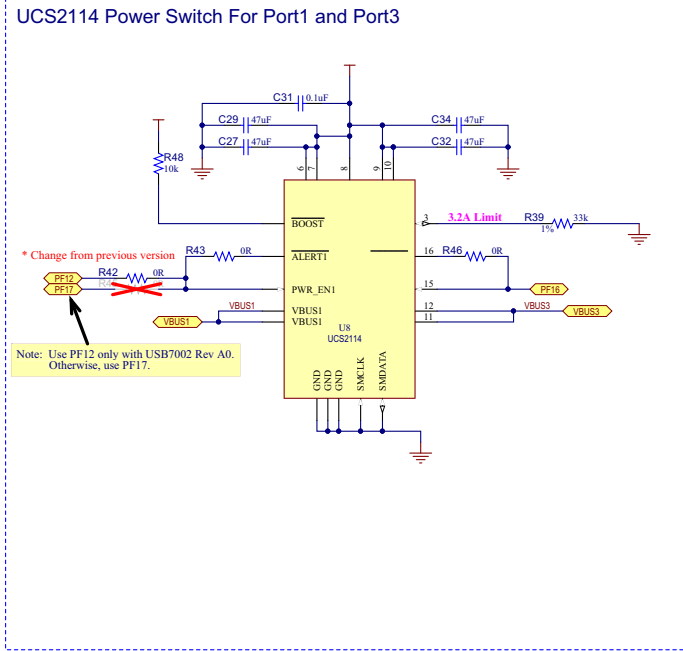 UCS2114 Power Switch For Port1 and Port3
C31 0.1uF
C29 47uF
C34 47uF
C27 47uF
C32 47uF
6 7 8 9 10
R48
10k
BOOST
3 3.2A Limit R39 33k
1%
* Change from previous version
R43 0R
ALERT1
16 R46 0R
PF12 R42 0R
PF17
PWR_EN1
15 PF16
VBUS1 VBUS1
12 VBUS3 VBUS3
VBUS1 VBUS1
11
U8
UCS2114
Note: Use PF12 only with USB7002 Rev A0.
Otherwise, use PF17.
GND GND GND SMCLK SMDATA